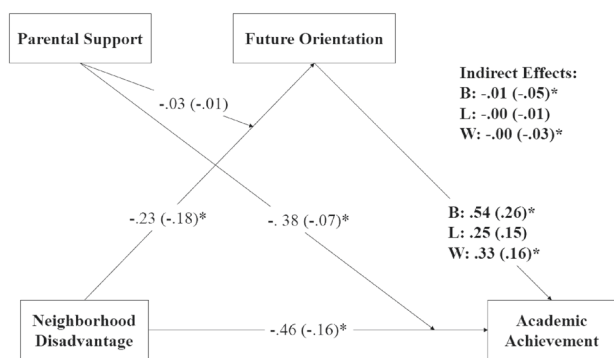 Parental Support
Future Orientation
Indirect Effects:
B: -.01 (-.05)*
L: -.00 (-.01)
W: -.00 (-.03)*
-.03 (-.01)
-.23 (-.18)*
-. 38 (-.07)*
B: .54 (.26)*
L: .25 (.15)
W: .33 (.16)*
Neighborhood
Disadvantage
-.46 (-.16)*
Academic
Achievement